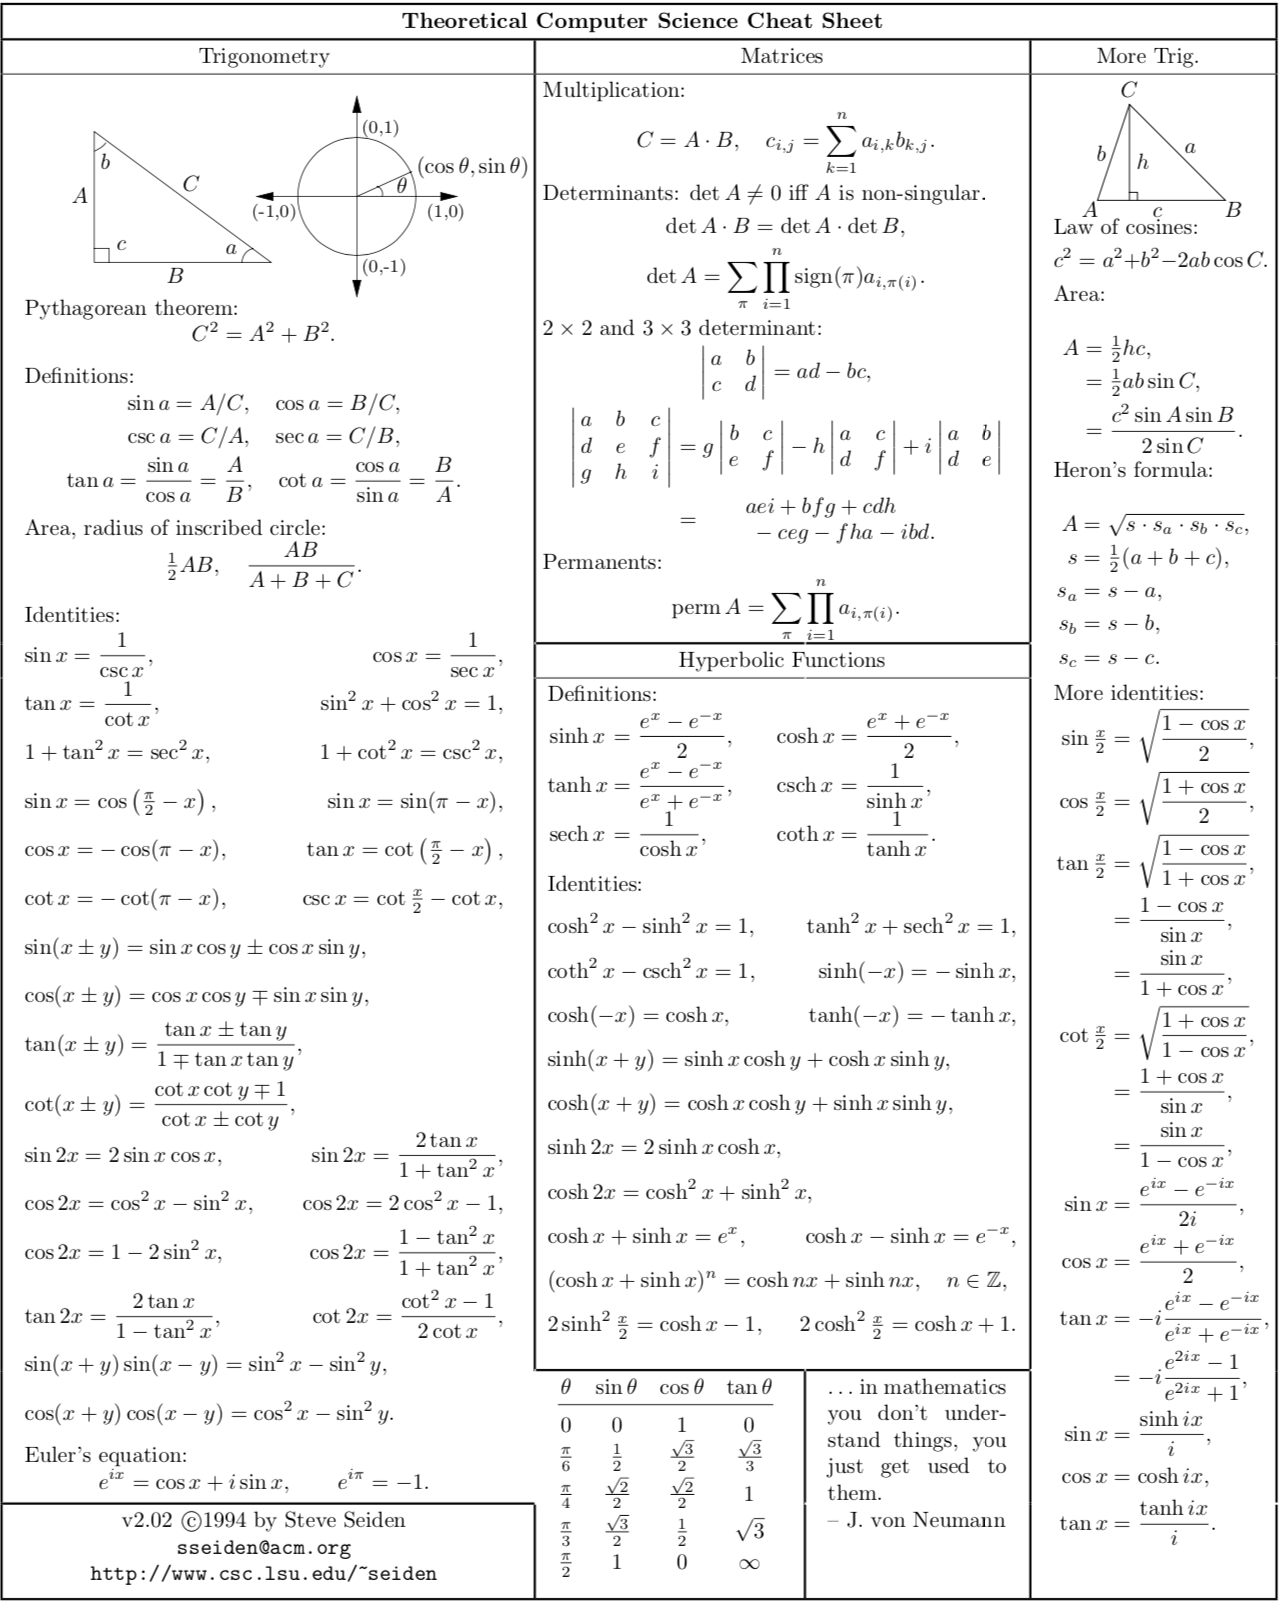 Theoretical Computer Science Cheat Sheet
Trigonometry
b
A
C
c
a
B
(0,1)
(cos θ, sin θ)
θ
(-1,0)
(1,0)
(0,-1)
Pythagorean theorem:
C² = A² + B².
Definitions:
sin a = A/C, cos a = B/C,
csc a = C/A, sec a = C/B,
tan a = sin a / cos a = A/B, cot a = cos a / sin a = B/A.
Area, radius of inscribed circle:
½AB, AB / (A + B + C).
Identities:
sin x = 1 / csc x, cos x = 1 / sec x,
tan x = 1 / cot x, sin² x + cos² x = 1,
1 + tan² x = sec² x, 1 + cot² x = csc² x,
sin x = cos (π/2 − x), sin x = sin(π − x),
cos x = − cos(π − x), tan x = cot (π/2 − x),
cot x = − cot(π − x), csc x = cot x/2 − cot x,
sin(x ± y) = sin x cos y ± cos x sin y,
cos(x ± y) = cos x cos y ∓ sin x sin y,
tan(x ± y) = (tan x ± tan y) / (1 ∓ tan x tan y),
cot(x ± y) = (cot x cot y ∓ 1) / (cot x ± cot y),
sin 2x = 2 sin x cos x, sin 2x = 2 tan x / (1 + tan² x),
cos 2x = cos² x − sin² x, cos 2x = 2 cos² x − 1,
cos 2x = 1 − 2 sin² x, cos 2x = (1 − tan² x) / (1 + tan² x),
tan 2x = 2 tan x / (1 − tan² x), cot 2x = (cot² x − 1) / (2 cot x),
sin(x + y) sin(x − y) = sin² x − sin² y,
cos(x + y) cos(x − y) = cos² x − sin² y.
Euler's equation:
e^{ix} = cos x + i sin x, e^{iπ} = −1.
v2.02 ©1994 by Steve Seiden
sseiden@acm.org
http://www.csc.lsu.edu/~seiden
Matrices
Multiplication:
C = A · B, c_{i,j} = ∑_{k=1}^{n} a_{i,k} b_{k,j}.
Determinants: det A ≠ 0 iff A is non-singular.
det A · B = det A · det B,
det A = ∑_π ∏_{i=1}^{n} sign(π) a_{i,π(i)}.
2 × 2 and 3 × 3 determinant:
|a b|
|c d| = ad − bc,
|a b c|
|d e f| = g |b c; e f| − h |a c; d f| + i |a b; d e|
|g h i|
= aei + bfg + cdh
− ceg − fha − ibd.
Permanents:
perm A = ∑_π ∏_{i=1}^{n} a_{i,π(i)}.
Hyperbolic Functions
Definitions:
sinh x = (e^x − e^{−x}) / 2, cosh x = (e^x + e^{−x}) / 2,
tanh x = (e^x − e^{−x}) / (e^x + e^{−x}), csch x = 1 / sinh x,
sech x = 1 / cosh x, coth x = 1 / tanh x.
Identities:
cosh² x − sinh² x = 1, tanh² x + sech² x = 1,
coth² x − csch² x = 1, sinh(−x) = − sinh x,
cosh(−x) = cosh x, tanh(−x) = − tanh x,
sinh(x + y) = sinh x cosh y + cosh x sinh y,
cosh(x + y) = cosh x cosh y + sinh x sinh y,
sinh 2x = 2 sinh x cosh x,
cosh 2x = cosh² x + sinh² x,
cosh x + sinh x = e^x, cosh x − sinh x = e^{−x},
(cosh x + sinh x)^n = cosh nx + sinh nx, n ∈ ℤ,
2 sinh² x/2 = cosh x − 1, 2 cosh² x/2 = cosh x + 1.
θ sin θ cos θ tan θ
0 0 1 0
π/6 1/2 √3/2 √3/3
π/4 √2/2 √2/2 1
π/3 √3/2 1/2 √3
π/2 1 0 ∞
... in mathematics
you don't under-
stand things, you
just get used to
them.
– J. von Neumann
More Trig.
C
b
h
a
A
c
B
Law of cosines:
c² = a²+b²−2ab cos C.
Area:
A = ½hc,
= ½ab sin C,
= c² sin A sin B / (2 sin C).
Heron's formula:
A = √(s · s_a · s_b · s_c),
s = ½(a + b + c),
s_a = s − a,
s_b = s − b,
s_c = s − c.
More identities:
sin x/2 = √((1 − cos x) / 2),
cos x/2 = √((1 + cos x) / 2),
tan x/2 = √((1 − cos x) / (1 + cos x)),
= (1 − cos x) / sin x,
= sin x / (1 + cos x),
cot x/2 = √((1 + cos x) / (1 − cos x)),
= (1 + cos x) / sin x,
= sin x / (1 − cos x),
sin x = (e^{ix} − e^{−ix}) / 2i,
cos x = (e^{ix} + e^{−ix}) / 2,
tan x = −i (e^{ix} − e^{−ix}) / (e^{ix} + e^{−ix}),
= −i (e^{2ix} − 1) / (e^{2ix} + 1),
sin x = sinh ix / i,
cos x = cosh ix,
tan x = tanh ix / i.